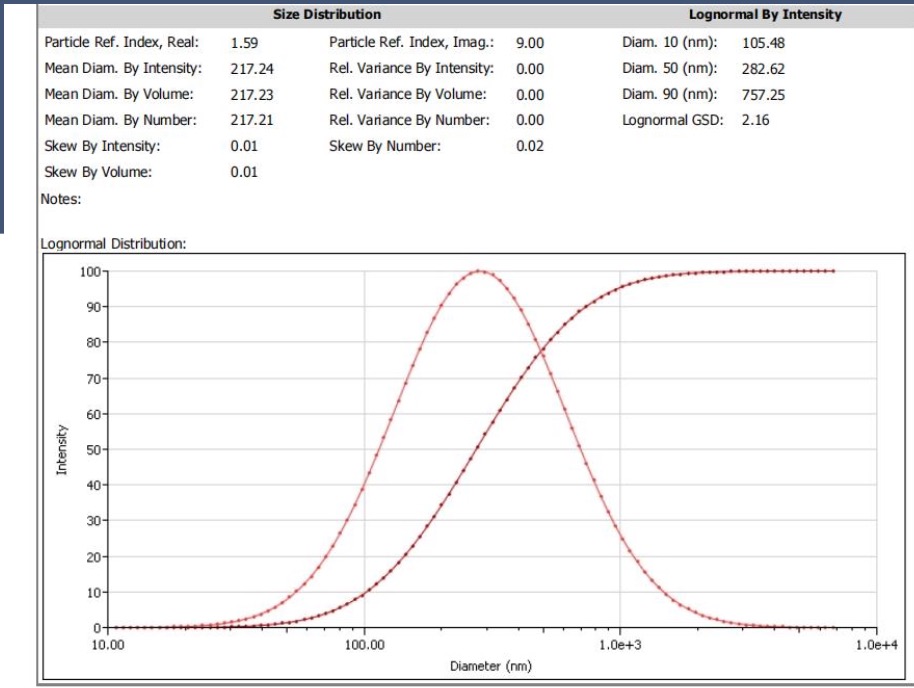 Size Distribution Lognormal By Intensity
Particle Ref. Index, Real: 1.59 Particle Ref. Index, Imag.: 9.00 Diam. 10 (nm): 105.48
Mean Diam. By Intensity: 217.24 Rel. Variance By Intensity: 0.00 Diam. 50 (nm): 282.62
Mean Diam. By Volume: 217.23 Rel. Variance By Volume: 0.00 Diam. 90 (nm): 757.25
Mean Diam. By Number: 217.21 Rel. Variance By Number: 0.00 Lognormal GSD: 2.16
Skew By Intensity: 0.01 Skew By Number: 0.02
Skew By Volume: 0.01
Notes:
Lognormal Distribution:
100
90
80
70
60
50
40
30
20
10
0
Intensity
10.00 100.00 1.0e+3 1.0e+4
Diameter (nm)